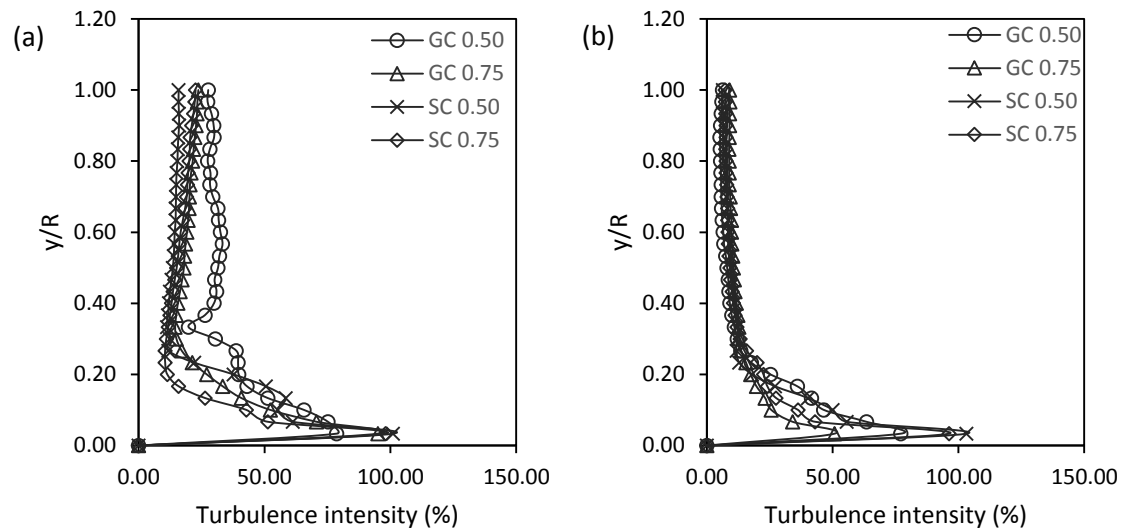 (a)
1.20
1.00
0.80
0.60
0.40
0.20
0.00
y/R
0.00 50.00 100.00 150.00
Turbulence intensity (%)
GC 0.50
GC 0.75
SC 0.50
SC 0.75
(b)
1.20
1.00
0.80
0.60
0.40
0.20
0.00
y/R
0.00 50.00 100.00 150.00
Turbulence intensity (%)
GC 0.50
GC 0.75
SC 0.50
SC 0.75